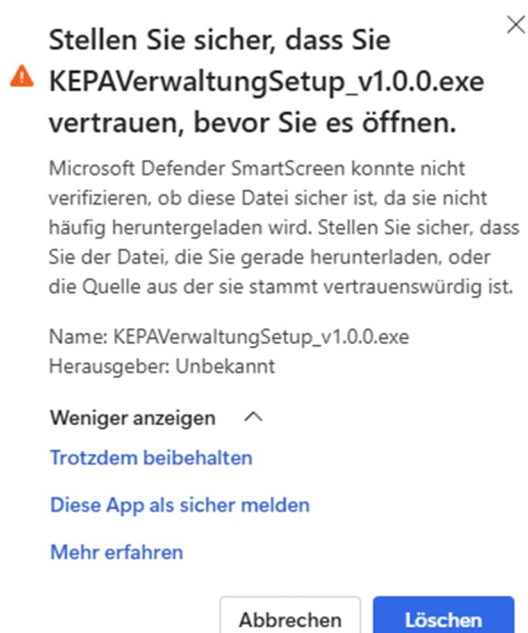 Stellen Sie sicher, dass Sie
KEPAVerwaltungSetup_v1.0.0.exe
vertrauen, bevor Sie es öffnen.
Microsoft Defender SmartScreen konnte nicht
verifizieren, ob diese Datei sicher ist, da sie nicht
häufig heruntergeladen wird. Stellen Sie sicher, dass
Sie der Datei, die Sie gerade herunterladen, oder
die Quelle aus der sie stammt vertrauenswürdig ist.
Name: KEPAVerwaltungSetup_v1.0.0.exe
Herausgeber: Unbekannt
Weniger anzeigen
Trotzdem beibehalten
Diese App als sicher melden
Mehr erfahren
Abbrechen Löschen